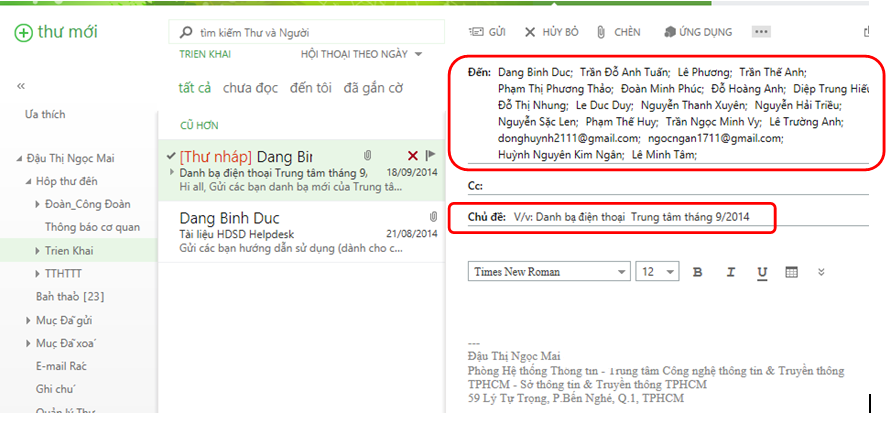 thư mới
tìm kiếm Thư và Người
TRIEN KHAI
HỘI THOẠI THEO NGÀY
tất cả chưa đọc đến tôi đã gắn cờ
CŨ HƠN
[Thư nháp] Dang Bir
Danh bạ điện thoại Trung tâm tháng 9,
18/09/2014
Hi all, Gửi các bạn danh bạ mới của Trung tâ...
Dang Binh Duc
Tài liệu HDSD Helpdesk
21/08/2014
Gửi các bạn hướng dẫn sử dụng (dành cho c...
«
Ưa thích
Đậu Thị Ngọc Mai
Hộp thư đến
Đoàn_Công Đoàn
Thông báo cơ quan
Trien Khai
TTHTTT
Bản thảo [23]
Mục Đã gửi
Mục Đã xoá
E-mail Rác
Ghi chú
Quản lý Thư
GỬI
HỦY BỎ
CHÈN
ỨNG DỤNG
Đến: Dang Binh Duc; Trần Đỗ Anh Tuấn; Lê Phương; Trần Thế Anh;
Phạm Thị Phương Thảo; Đoàn Minh Phúc; Đỗ Hoàng Anh; Diệp Trung Hiếu
Đỗ Thị Nhung; Le Duc Duy; Nguyễn Thanh Xuyên; Nguyễn Hải Triều;
Nguyễn Sặc Len; Phạm Thế Huy; Trần Ngọc Minh Vy; Lê Trường Anh;
donghuynh2111@gmail.com; ngocngan1711@gmail.com;
Huỳnh Nguyên Kim Ngân; Lê Minh Tâm;
Cc:
Chủ đề: V/v: Danh bạ điện thoại Trung tâm tháng 9/2014
Times New Roman
12
B I U
---
Đậu Thị Ngọc Mai
Phòng Hệ thống Thong tin - Trung tâm Công nghệ thông tin & Truyền thông
TPHCM - Sở thông tin & Truyền thông TPHCM
59 Lý Tự Trọng, P.Bến Nghé, Q.1, TPHCM